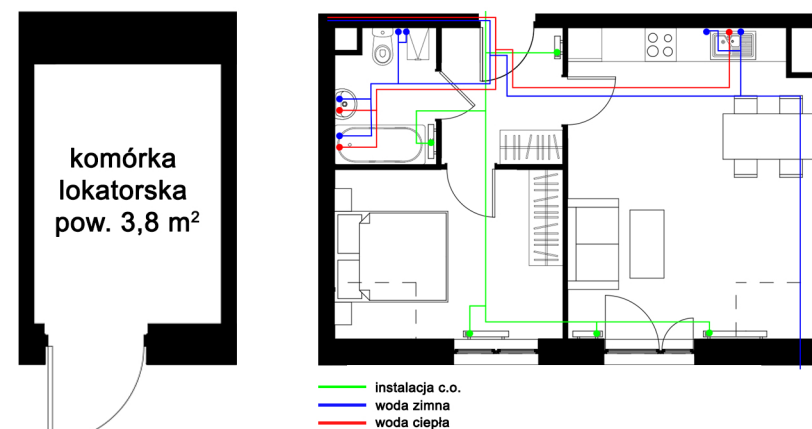 komórka
lokatorska
pow. 3,8 m²
instalacja c.o.
woda zimna
woda ciepła